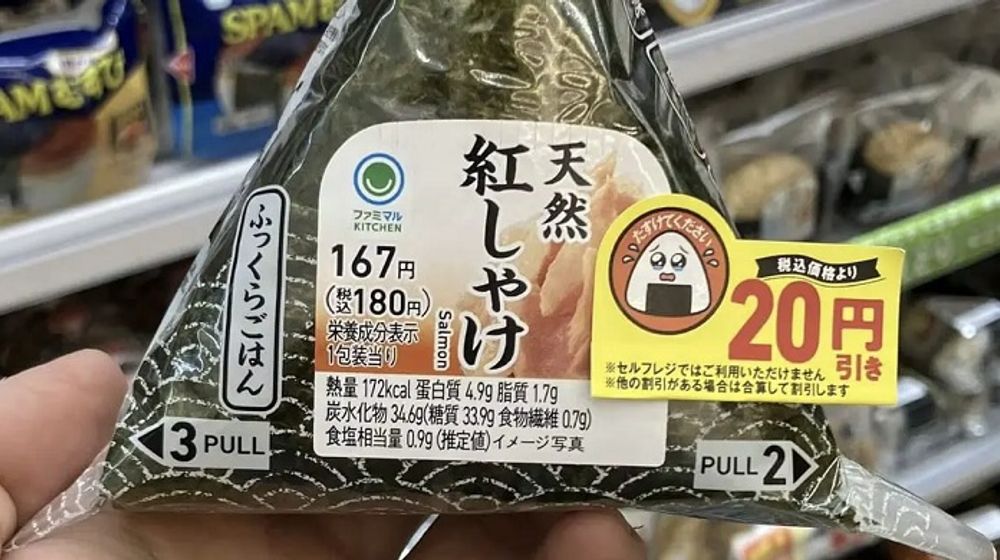 SPAMむすび
SPAM
天然
紅しゃけ
Salmon
ファミマル
KITCHEN
167円
(税込180円)
栄養成分表示
1包装当り
熱量 172kcal 蛋白質 4.9g 脂質 1.7g
炭水化物 34.6g(糖質 33.9g 食物繊維 0.7g)
食塩相当量 0.9g (推定値) イメージ写真
ふっくらごはん
3 PULL
PULL 2
たすけてください
税込価格より
20円
引き
※セルフレジではご利用いただけません
※他の割引がある場合は合算して割引します